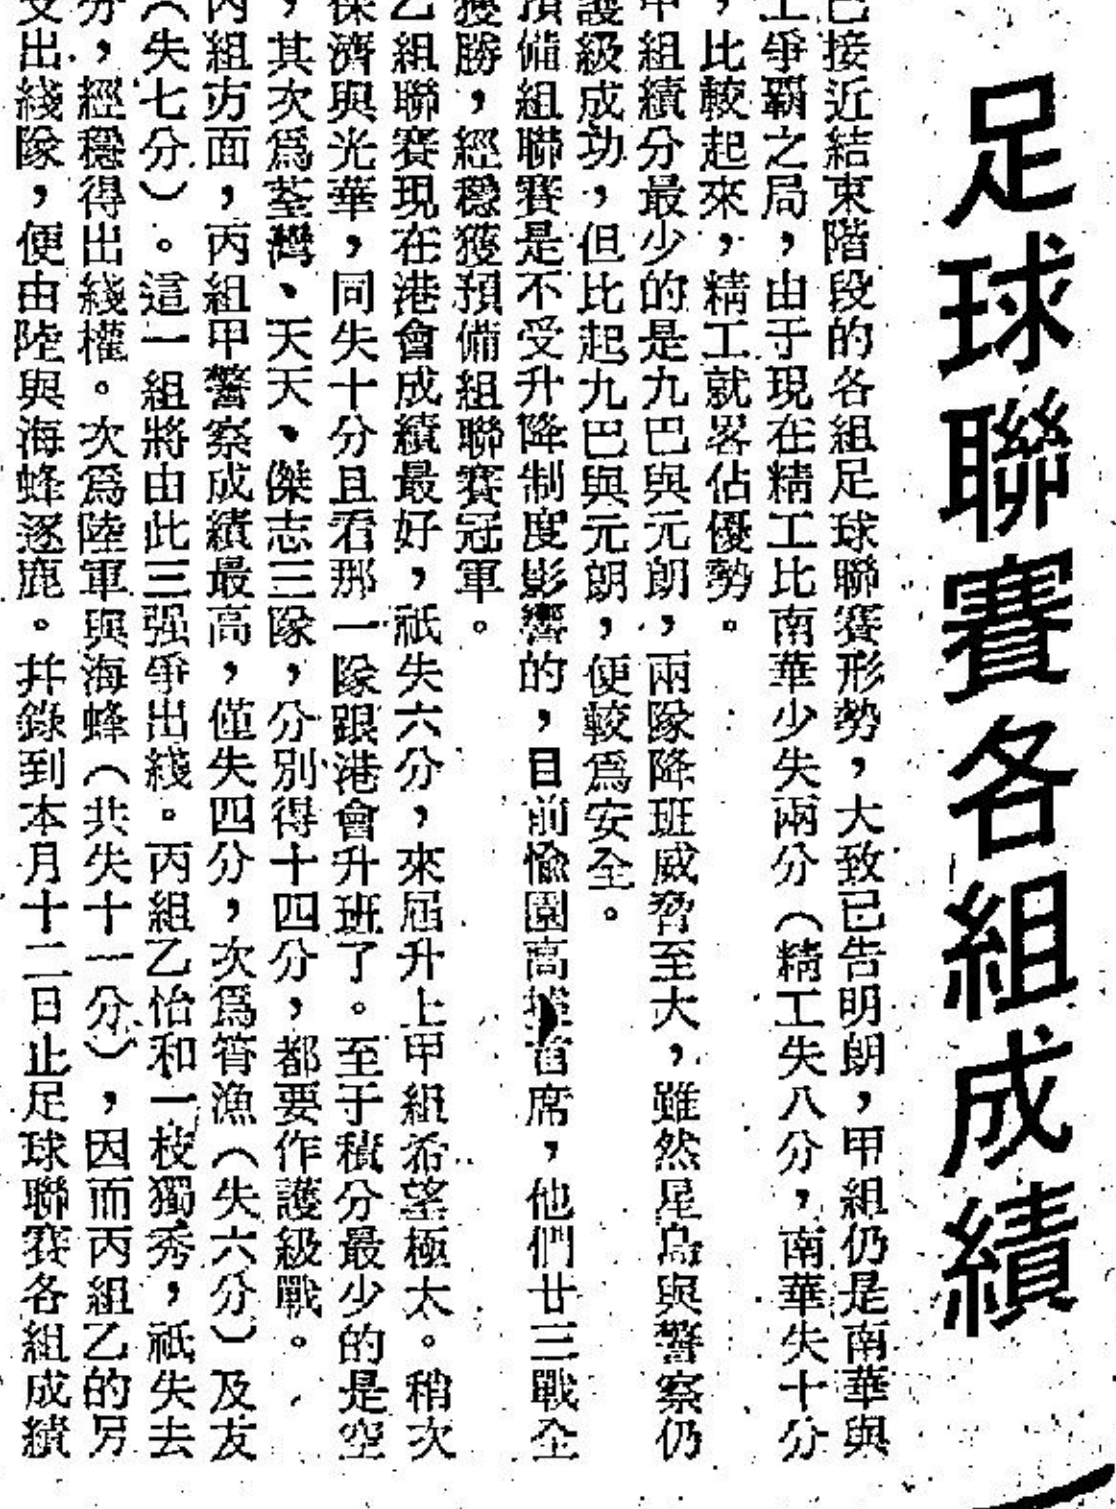 足球聯賽各組成績
已接近結束階段的各組足球聯賽形勢，大致已告明朗，甲組仍是南華與
工爭霸之局，由于現在精工比南華少失兩分（精工失八分，南華失十分
，比較起來，精工就畧佔優勢。
甲組績分最少的是九巴與元朗，兩隊降班威脅至大，雖然星島與警察仍
護級成功，但比起九巴與元朗，便較爲安全。
預備組聯賽是不受升降制度影響的，目前愉園高據首席，他們廿三戰全
獲勝，經穩獲預備組聯賽冠軍。
乙組聯賽現在港會成績最好，祇失六分，來屆升上甲組希望極太。稍次
保濟與光華，同失十分且看那一隊跟港會升班了。至于積分最少的是空
，其次爲荃灣、天天、傑志三隊，分別得十四分，都要作護級戰。
丙組方面，丙組甲警察成績最高，僅失四分，次爲筲漁（失六分）及友
（失七分）。這一組將由此三强爭出綫。丙組乙怡和一枝獨秀，祇失去
分，經穩得出綫權。次爲陸軍與海蜂（共失十一分），因而丙組乙的另
支出綫隊，便由陸與海蜂逐鹿。幷錄到本月十二日止足球聯賽各組成績